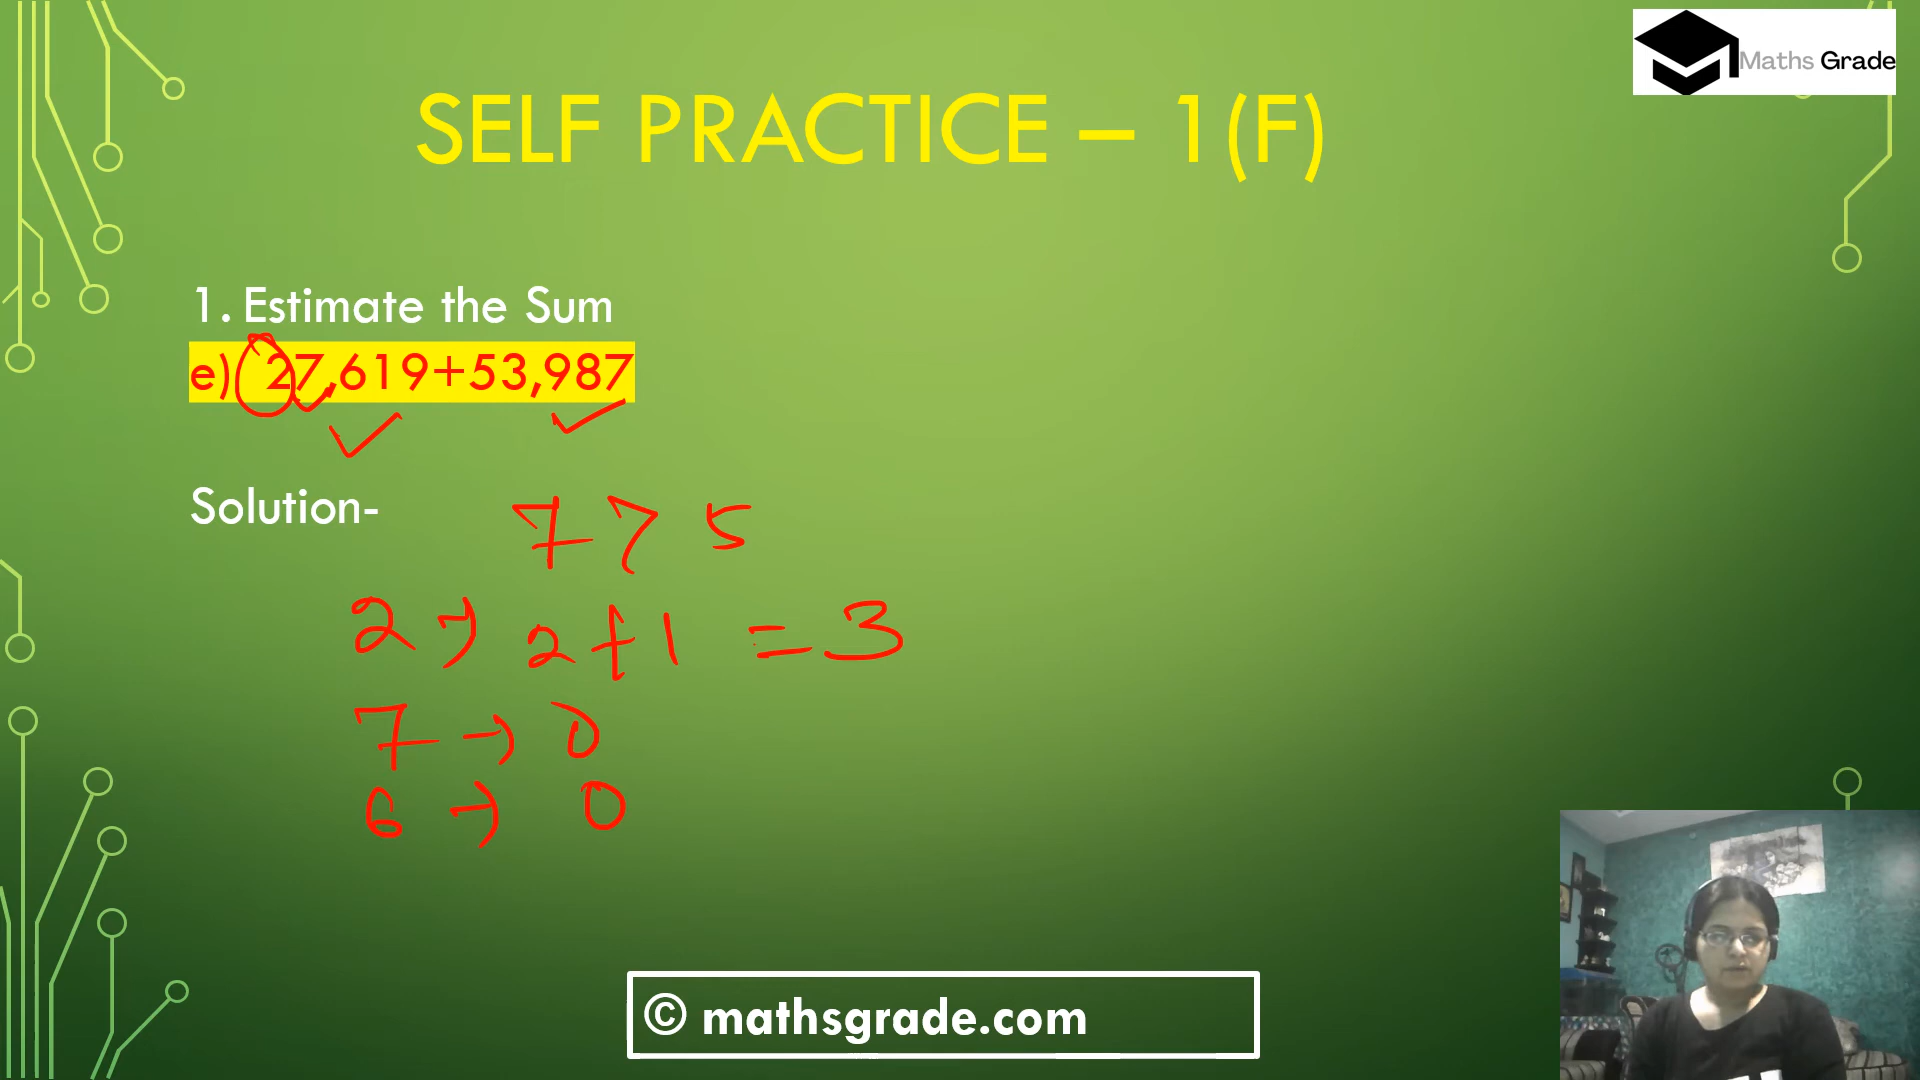 Maths Grade
SELF PRACTICE – 1(F)
1. Estimate the Sum
e) 27,619+53,987
Solution-
7 7 5
2 → 2+1 = 3
7 → 0
6 → 0
© mathsgrade.com